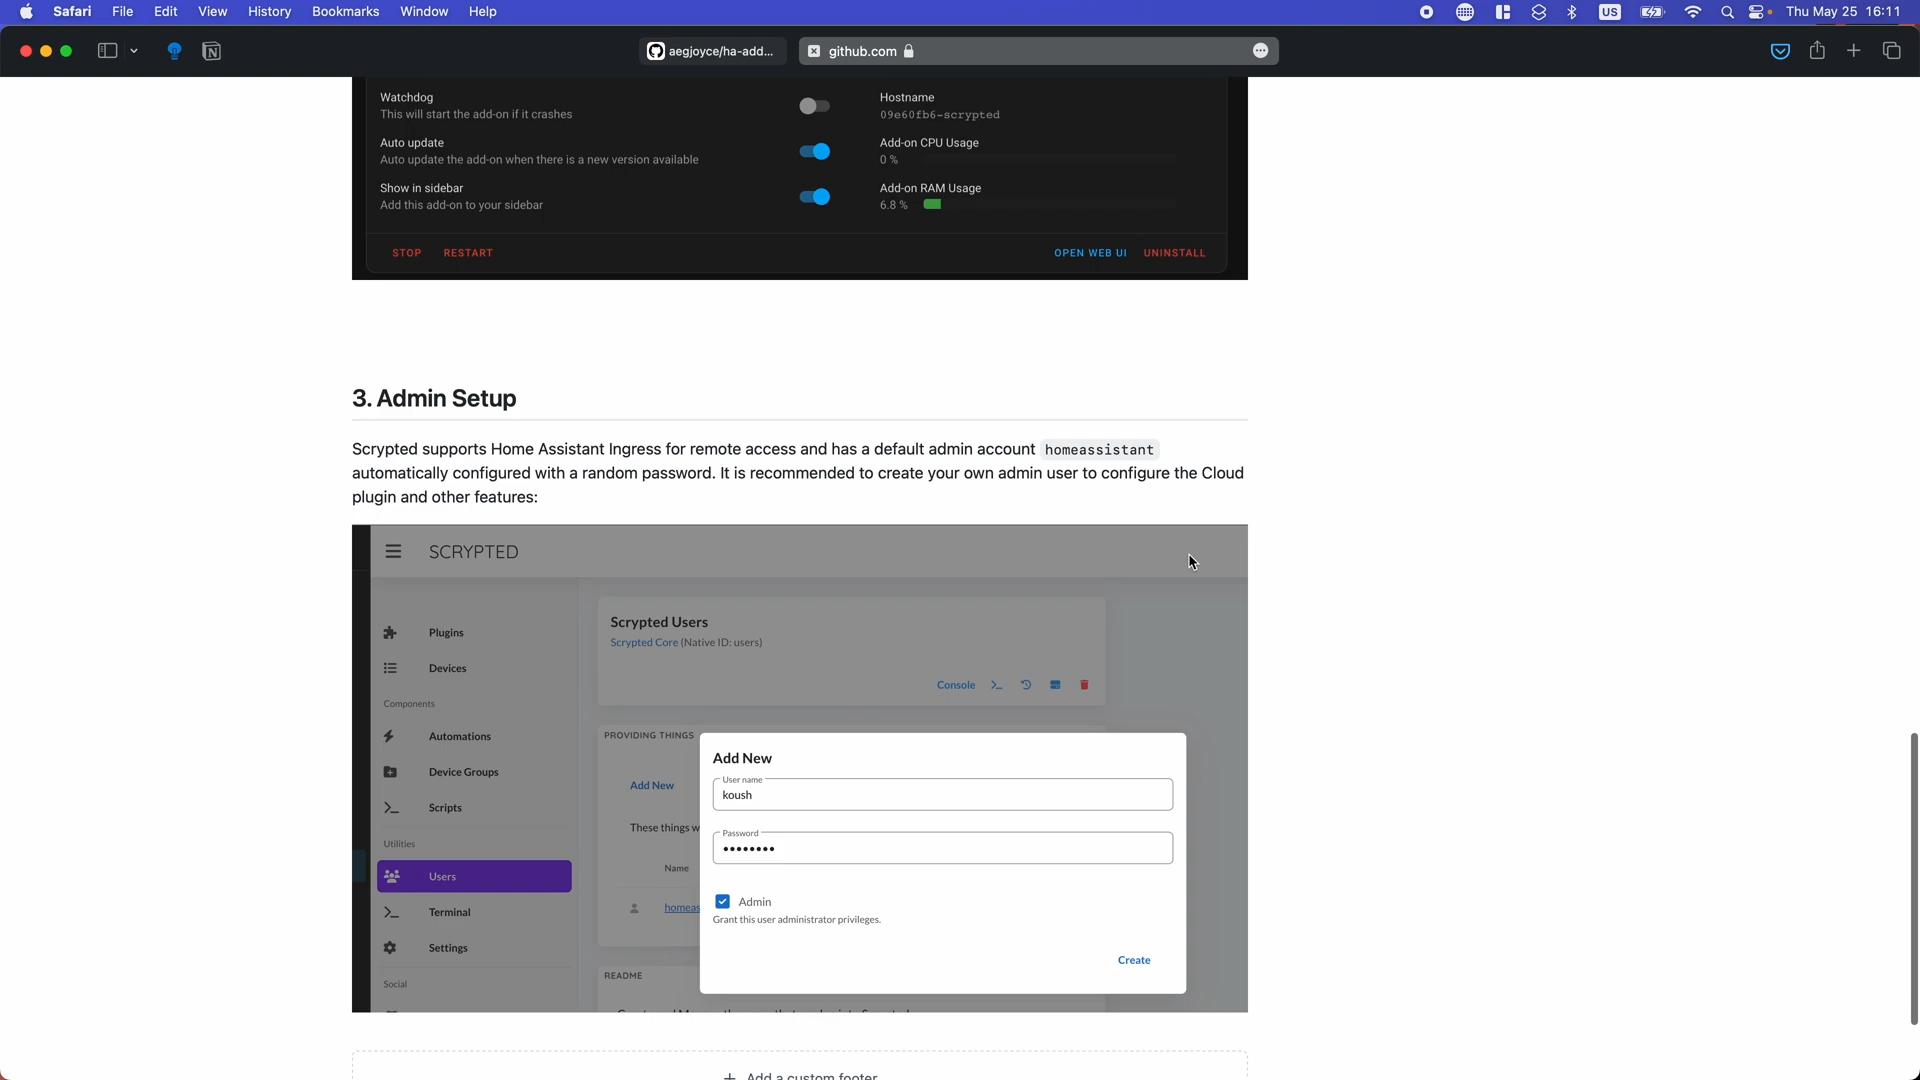 Safari File Edit View History Bookmarks Window Help US Thu May 25 16:11
aegjoyce/ha-add... github.com
Watchdog
This will start the add-on if it crashes
Hostname
09e60fb6-scrypted
Auto update
Auto update the add-on when there is a new version available
Add-on CPU Usage
0 %
Show in sidebar
Add this add-on to your sidebar
Add-on RAM Usage
6.8 %
STOP RESTART OPEN WEB UI UNINSTALL
3. Admin Setup
Scrypted supports Home Assistant Ingress for remote access and has a default admin account homeassistant
automatically configured with a random password. It is recommended to create your own admin user to configure the Cloud
plugin and other features:
SCRYPTED
Plugins
Devices
Components
Automations
Device Groups
Scripts
Utilities
Users
Terminal
Settings
Social
Scrypted Users
Scrypted Core (Native ID: users)
Console
PROVIDING THINGS
Add New
These things w
Name
homeas
README
Add New
User name
koush
Password
••••••••
Admin
Grant this user administrator privileges.
Create
+ Add a custom footer